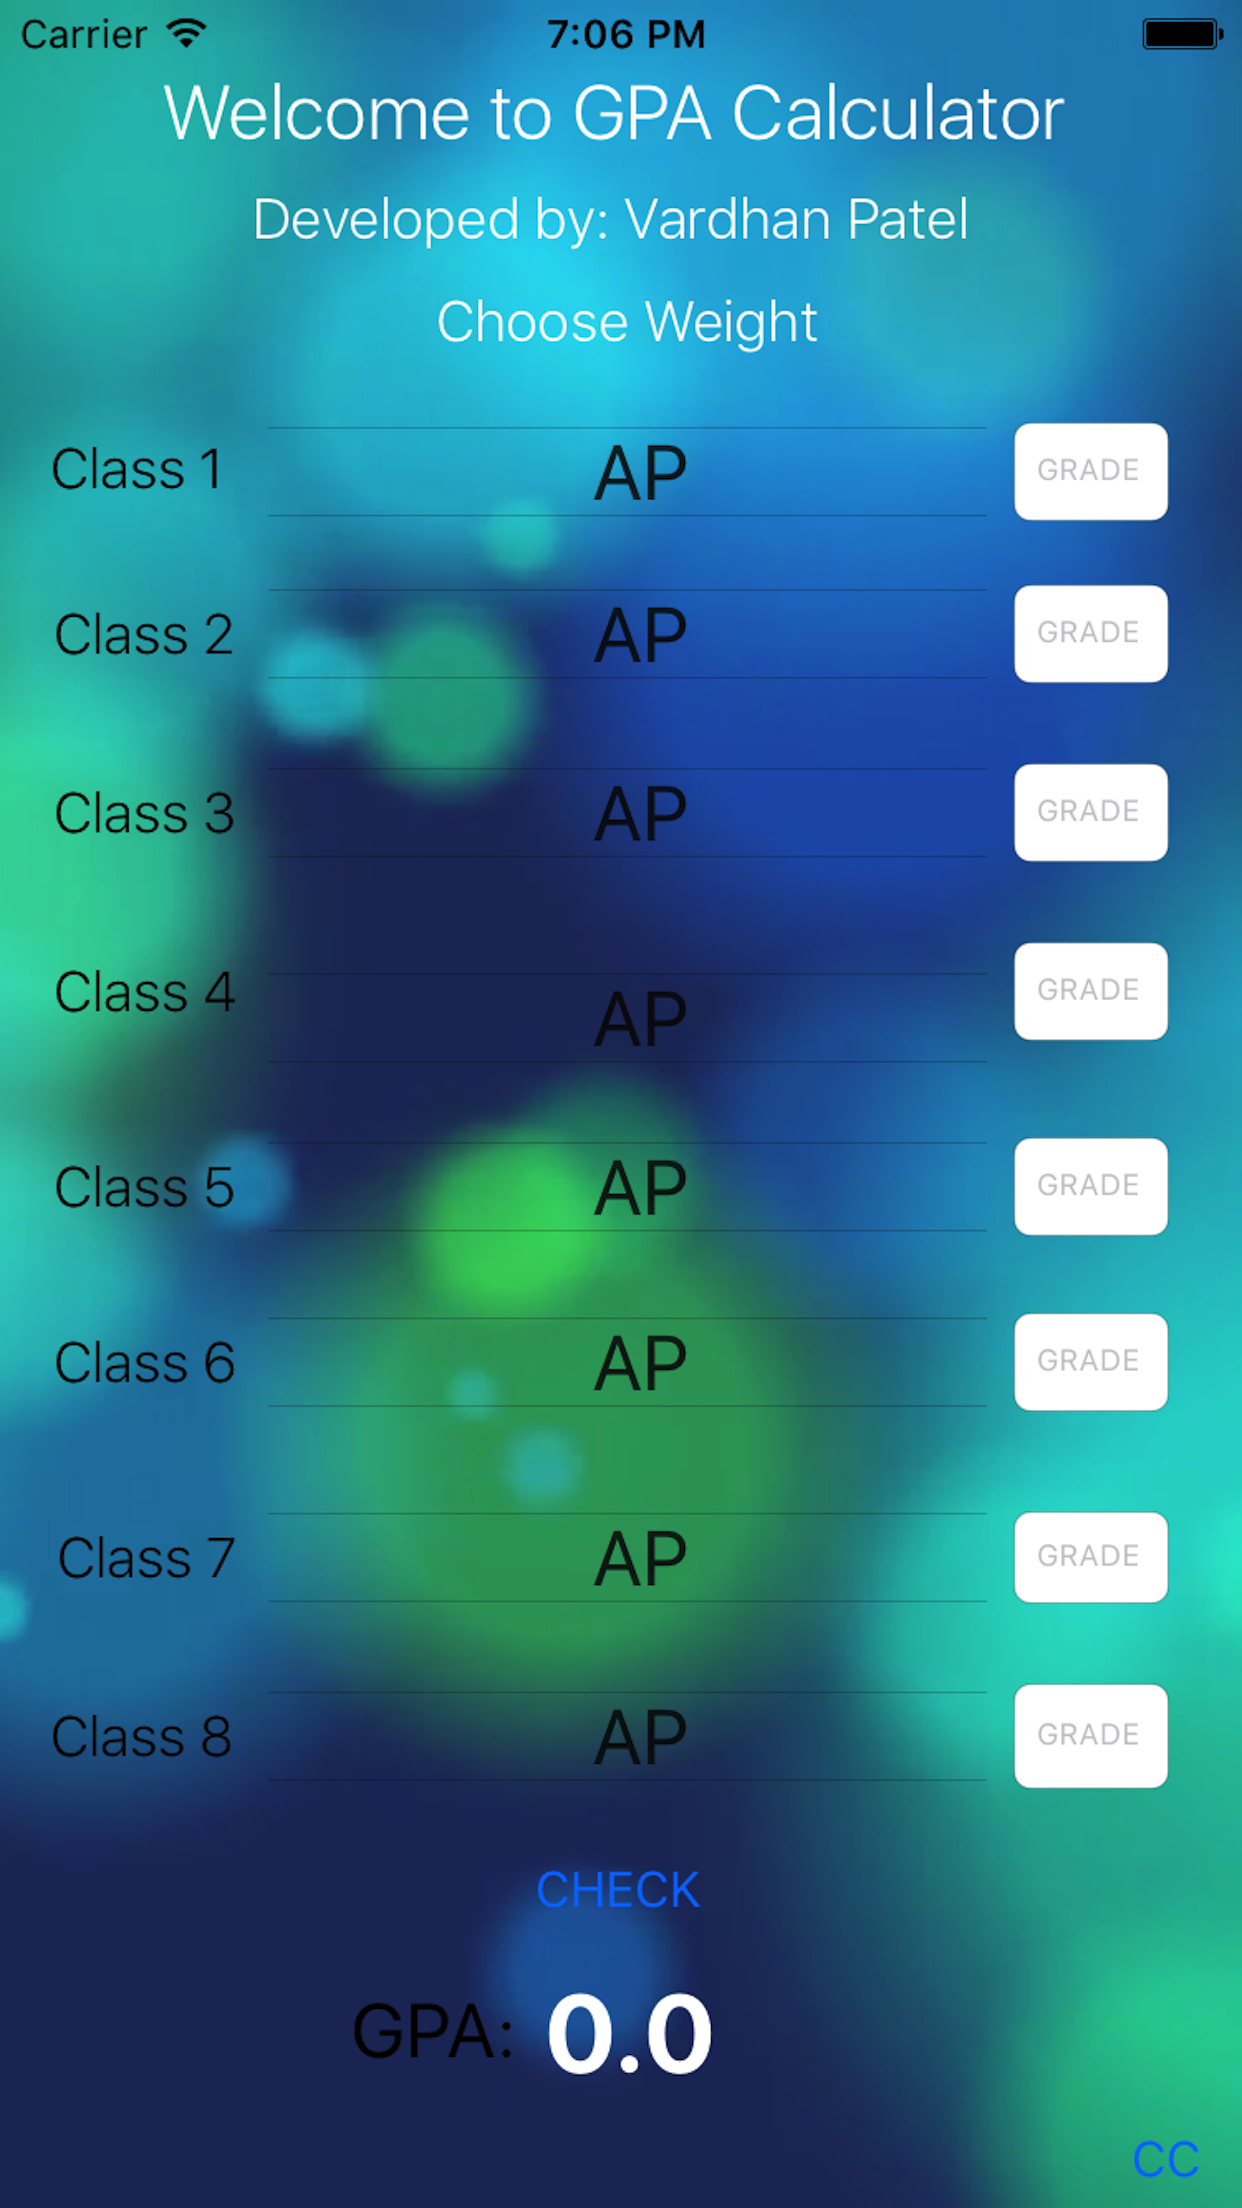 Carrier 7:06 PM
Welcome to GPA Calculator
Developed by: Vardhan Patel
Choose Weight
Class 1 AP GRADE
Class 2 AP GRADE
Class 3 AP GRADE
Class 4 AP GRADE
Class 5 AP GRADE
Class 6 AP GRADE
Class 7 AP GRADE
Class 8 AP GRADE
CHECK
GPA: 0.0
CC